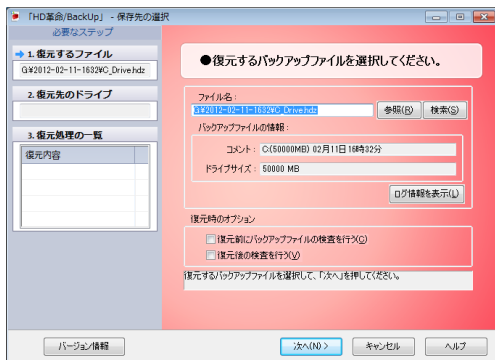 「HD革命/BackUp」 - 保存先の選択
必要なステップ
1. 復元するファイル
G:¥2012-02-11-1632¥C_Drive.hdz
2. 復元先のドライブ
3. 復元処理の一覧
復元内容
●復元するバックアップファイルを選択してください。
ファイル名：
G:¥2012-02-11-1632¥C_Drive.hdz
参照(R)
検索(S)
バックアップファイルの情報：
コメント： C:(50000MB) 02月11日 16時32分
ドライブサイズ： 50000 MB
ログ情報を表示(L)
復元時のオプション
復元前にバックアップファイルの検査を行う(C)
復元後の検査を行う(V)
復元するバックアップファイルを選択して、「次へ」を押してください。
バージョン情報
次へ(N) >
キャンセル
ヘルプ